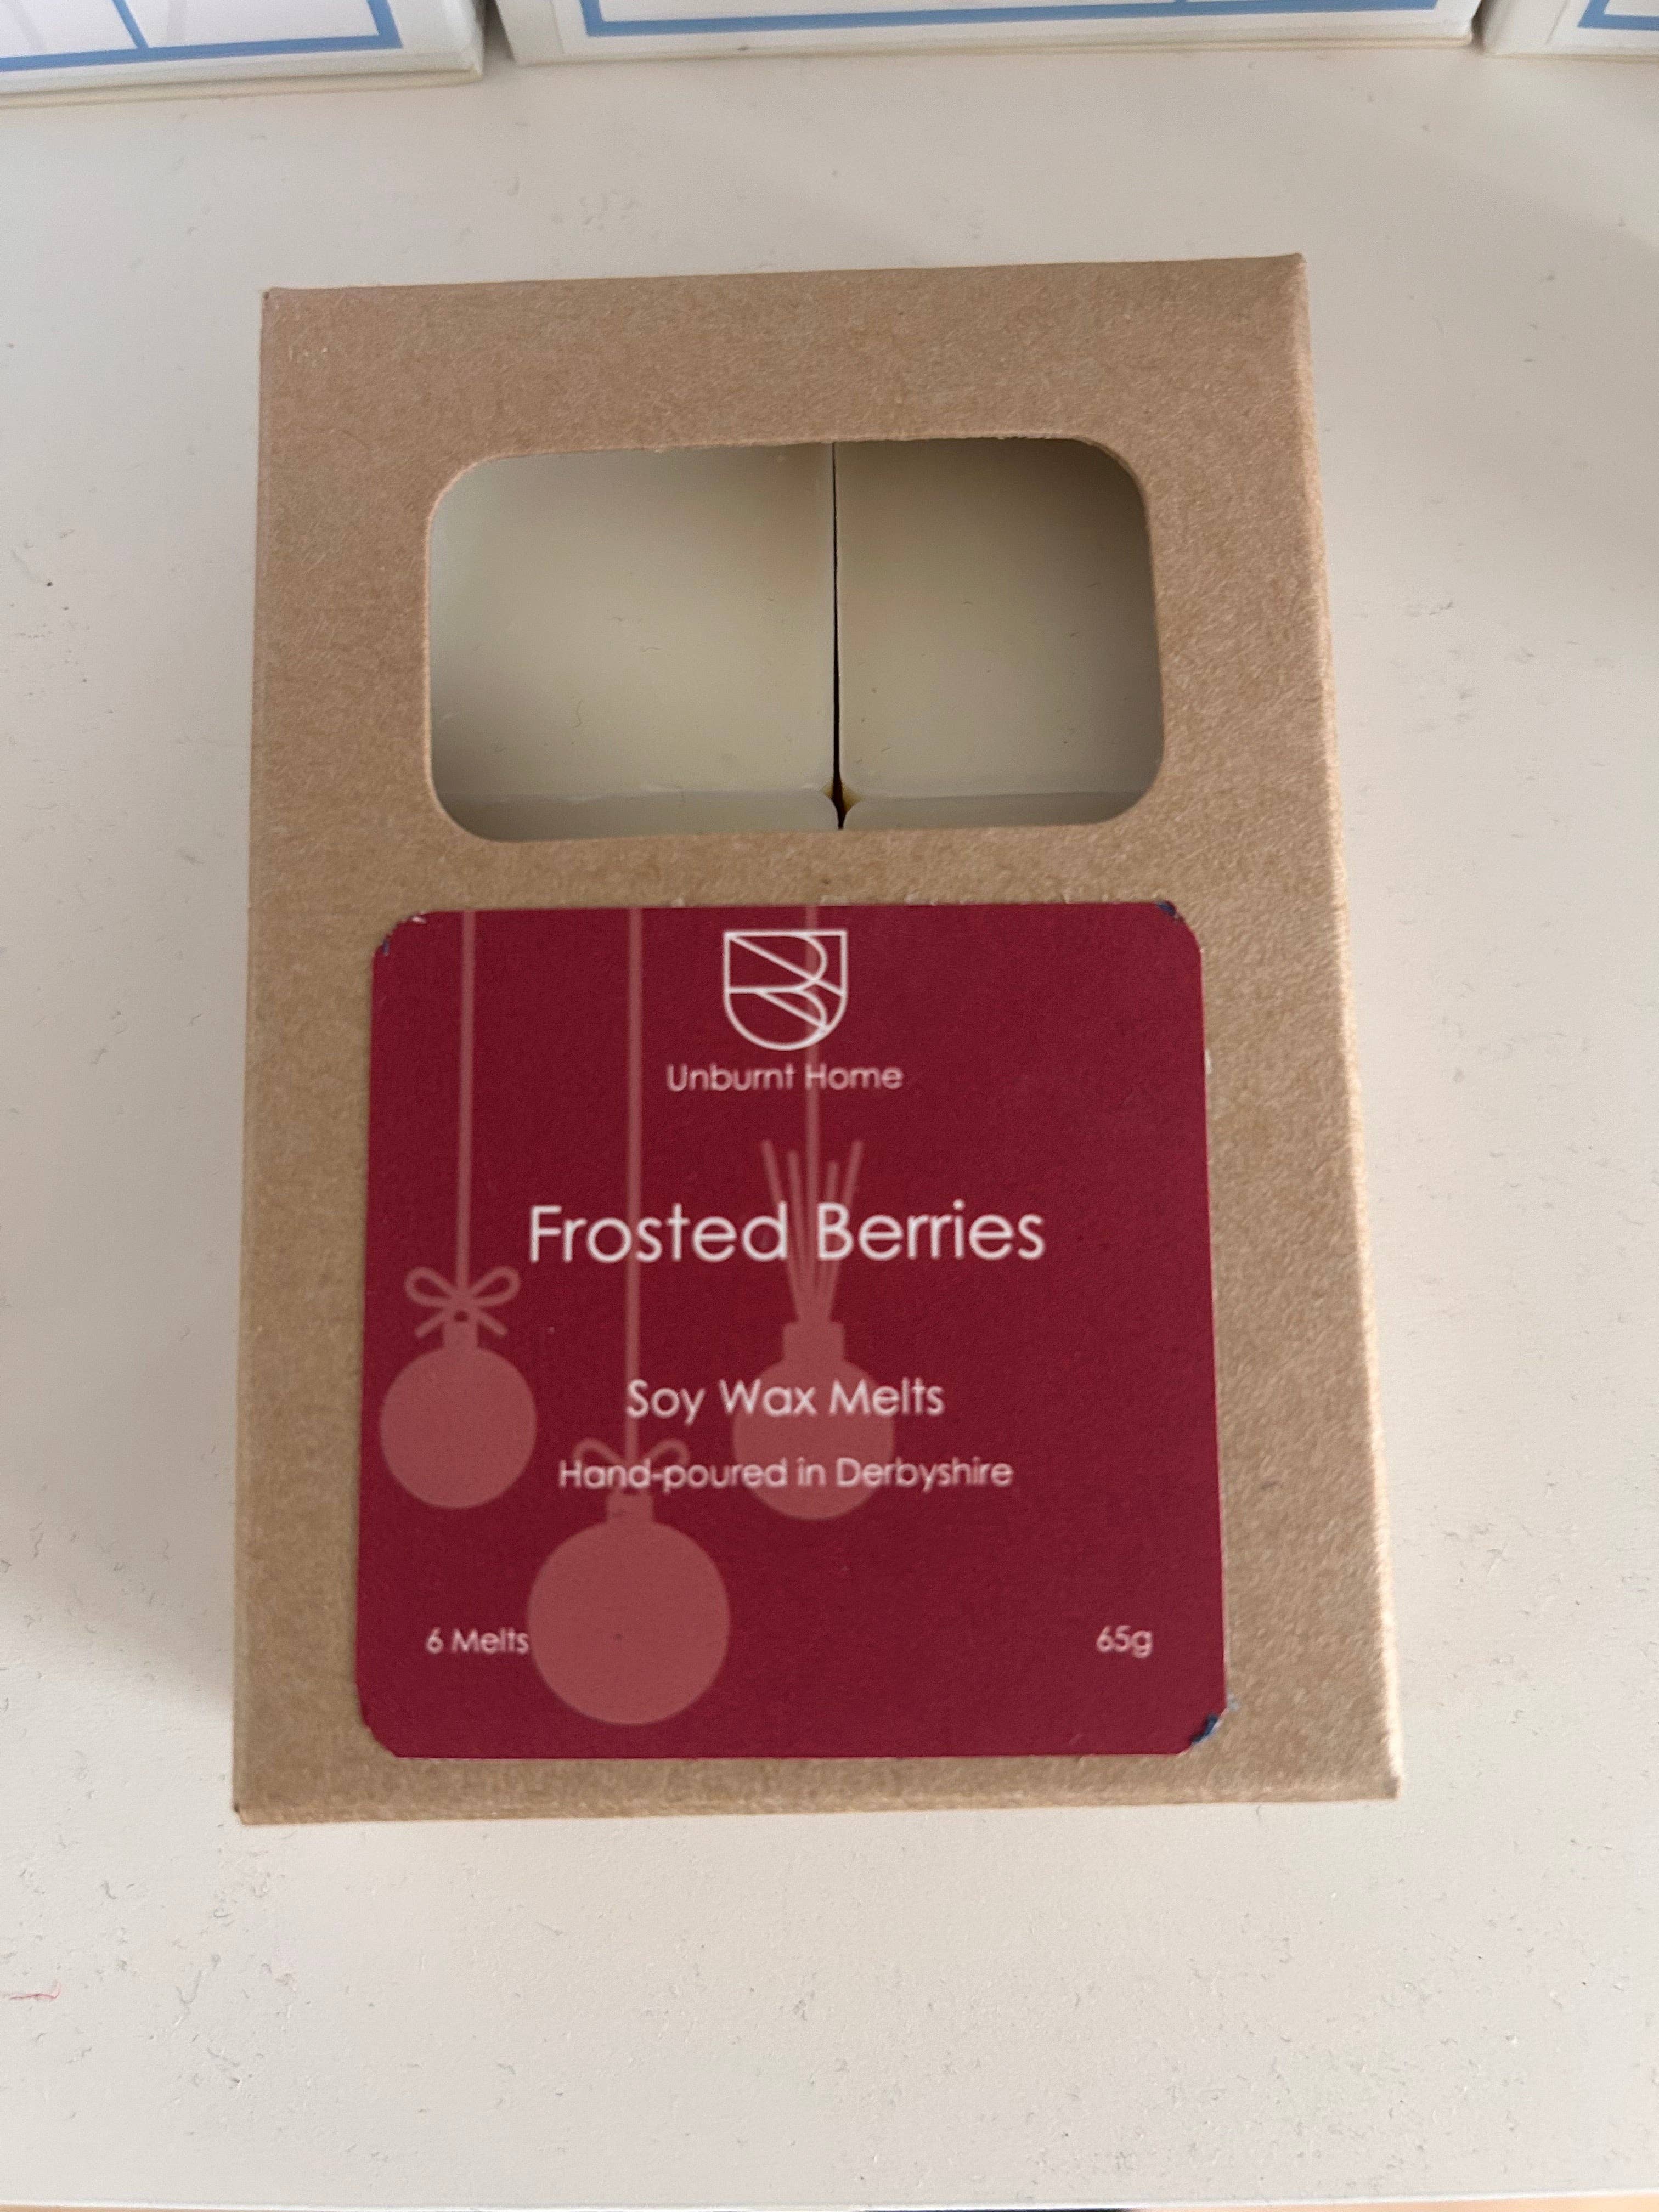 Unburnt Home
Frosted Berries
Soy Wax Melts
Hand-poured in Derbyshire
6 Melts
65g